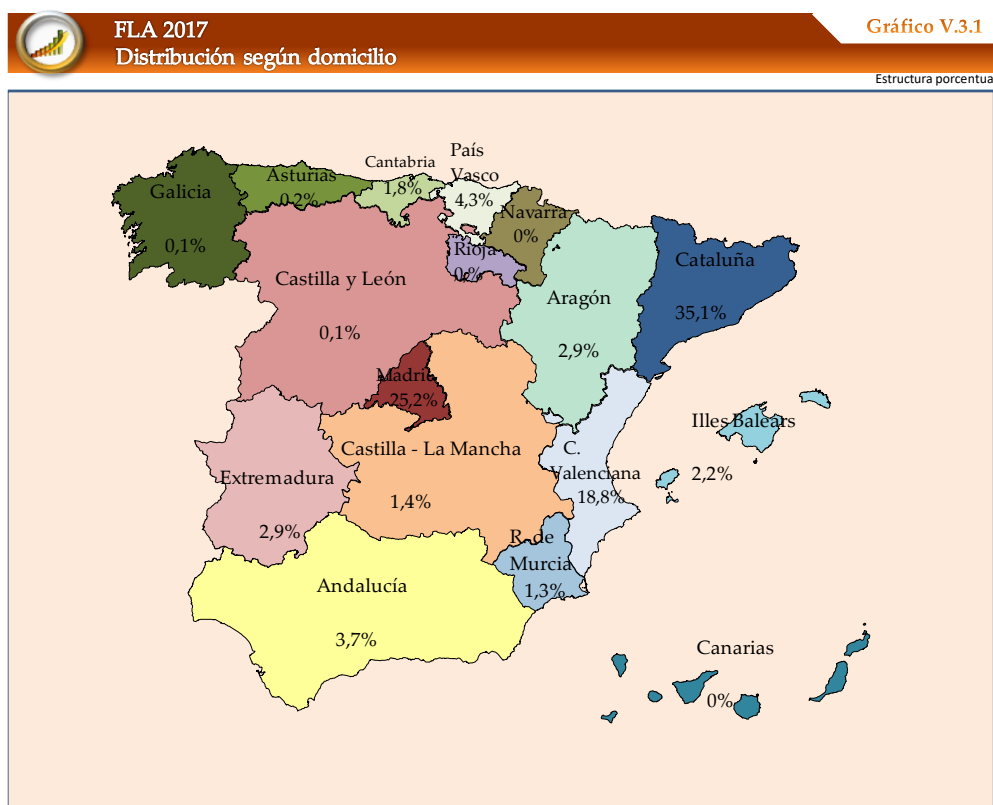 FLA 2017
Distribución según domicilio
Gráfico V.3.1
Estructura porcentua
Galicia
0,1%
Asturias
0,2%
Cantabria
1,8%
País
Vasco
4,3%
Navarra
0%
Rioja
Castilla y León
0,1%
Aragón
2,9%
Cataluña
35,1%
Madrid
25,2%
Castilla - La Mancha
1,4%
Extremadura
2,9%
C.
Valenciana
18,8%
Illes Balears
2,2%
R. de
Murcia
1,3%
Andalucía
3,7%
Canarias
0%